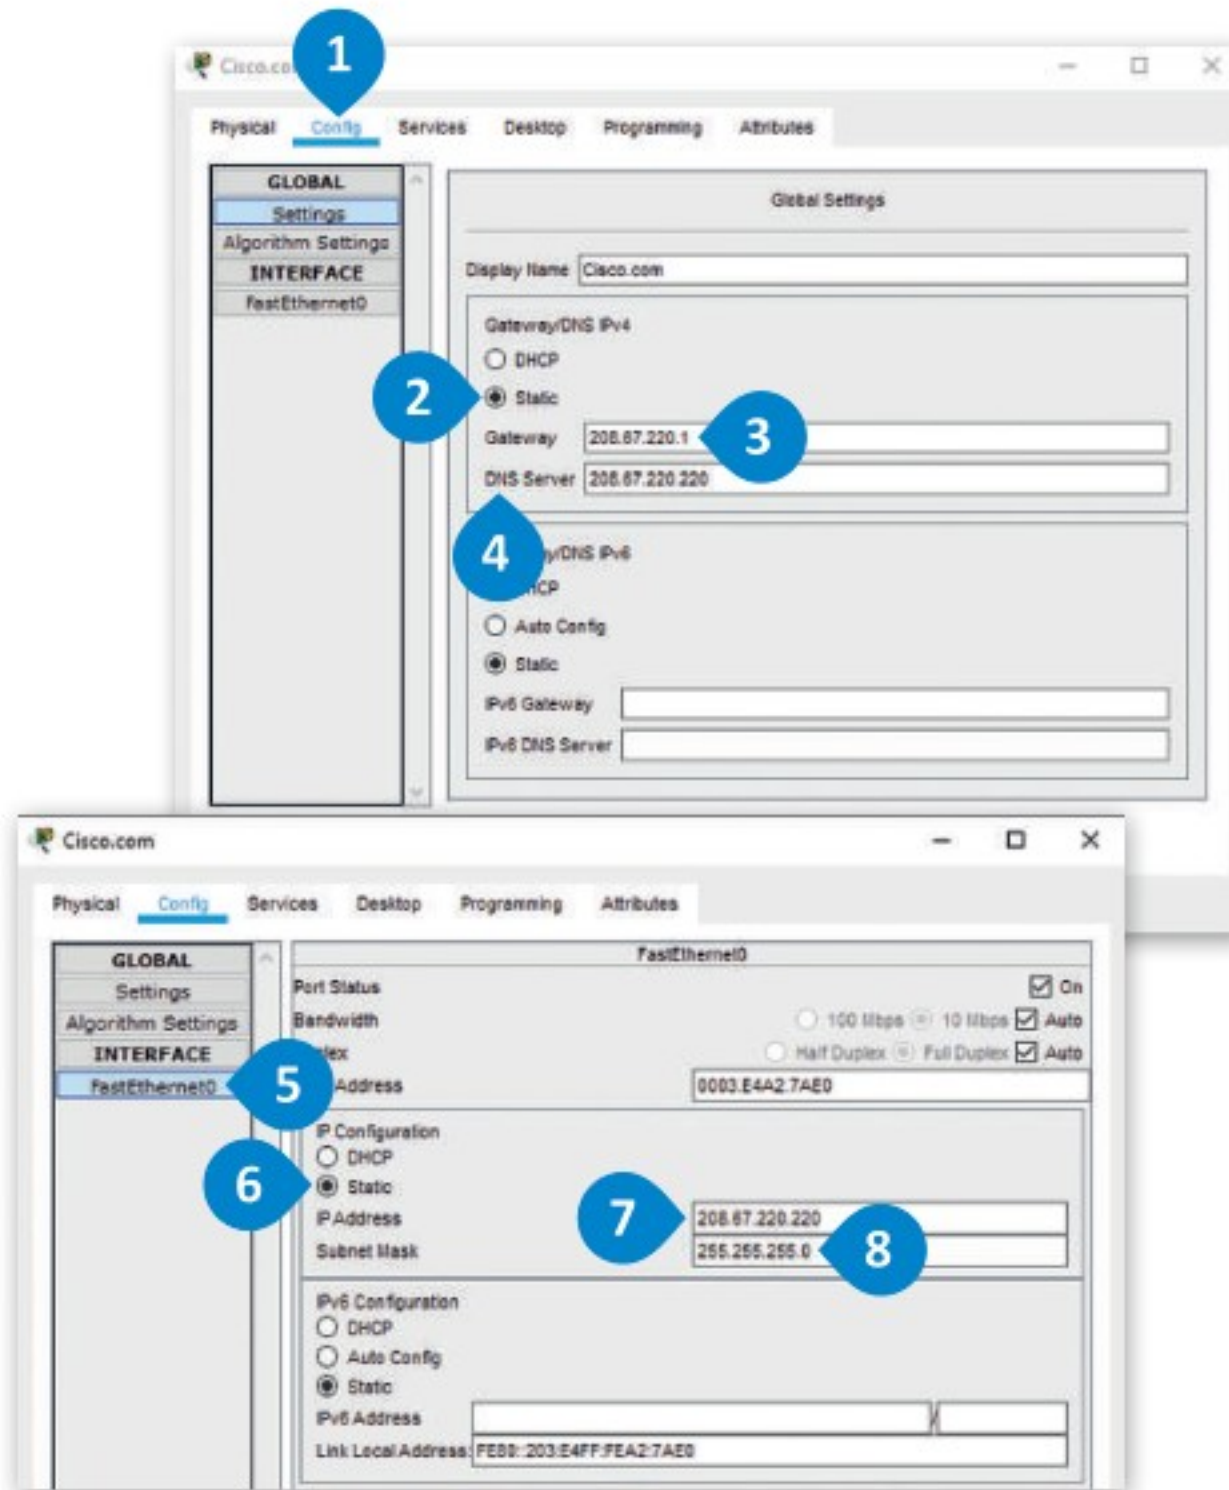 1
Cisco.co
Physical Config Services Desktop Programming Attributes
GLOBAL
Settings
Algorithm Settings
INTERFACE
FastEthernet0
Global Settings
Display Name Cisco.com
Gateway/DNS IPv4
DHCP
2 Static
Gateway 208.67.220.1 3
DNS Server 208.67.220.220
4 y/DNS IPv6
HCP
Auto Config
Static
IPv6 Gateway
IPv6 DNS Server
Cisco.com
Physical Config Services Desktop Programming Attributes
GLOBAL
Settings
Algorithm Settings
INTERFACE
FastEthernet0 5
FastEthernet0
Port Status On
Bandwidth 100 Mbps 10 Mbps Auto
plex Half Duplex Full Duplex Auto
Address 0003.E4A2.7AE0
IP Configuration
DHCP
6 Static
IP Address 7 208.67.220.220
Subnet Mask 255.255.255.0 8
IPv6 Configuration
DHCP
Auto Config
Static
IPv6 Address /
Link Local Address: FE80::203:E4FF:FEA2:7AE0